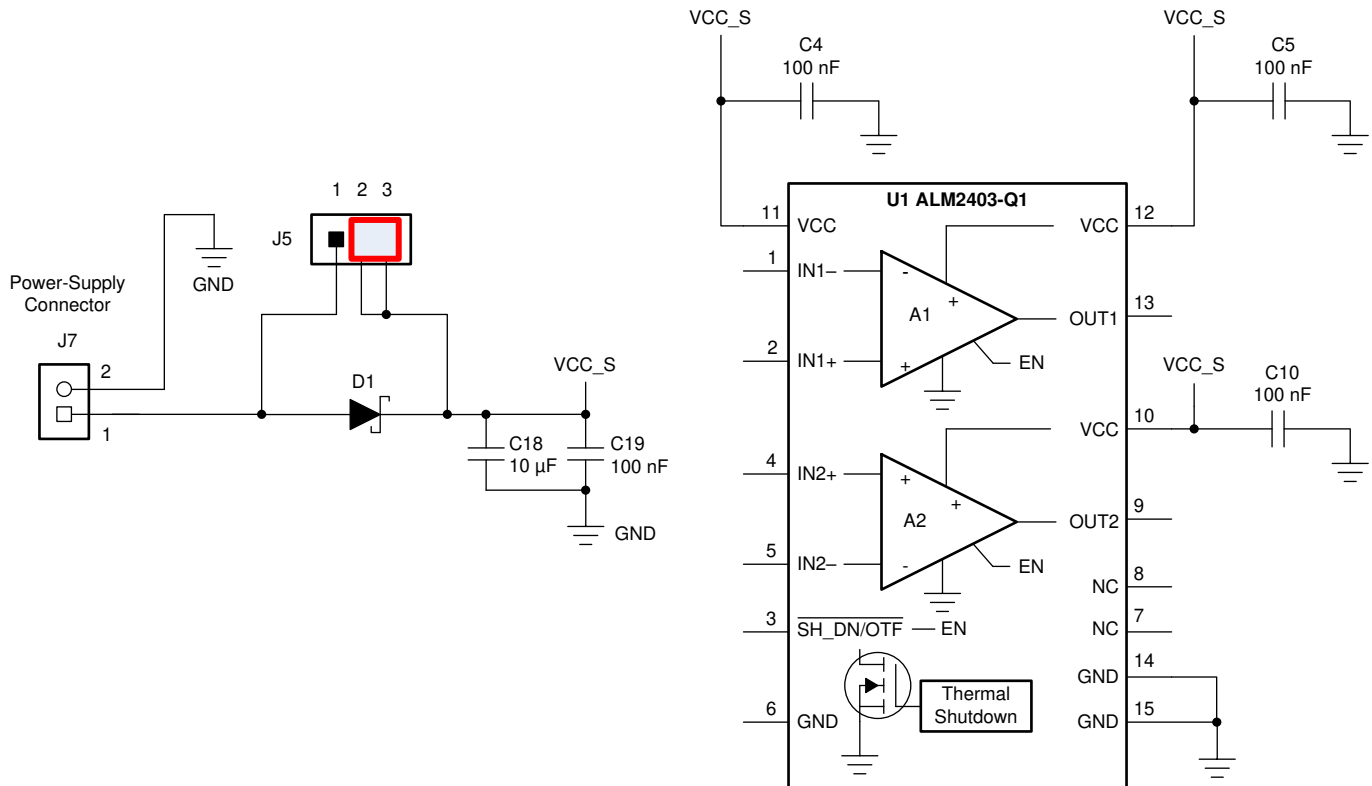 VCC_S
C4
100 nF
VCC_S
C5
100 nF
1 2 3
J5
GND
Power-Supply
Connector
J7
2
1
D1
VCC_S
C18
10 µF
C19
100 nF
GND
U1 ALM2403-Q1
11
VCC
VCC
12
1
IN1–
-
+
A1
OUT1
13
2
IN1+
+
EN
VCC_S
C10
100 nF
VCC
10
4
IN2+
+
+
A2
OUT2
9
5
IN2–
-
EN
NC
8
3
SH_DN/OTF
EN
NC
7
GND
14
Thermal
Shutdown
6
GND
GND
15